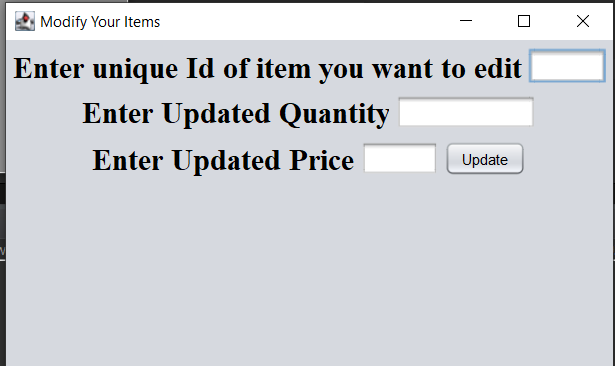 Modify Your Items
Enter unique Id of item you want to edit
Enter Updated Quantity
Enter Updated Price Update